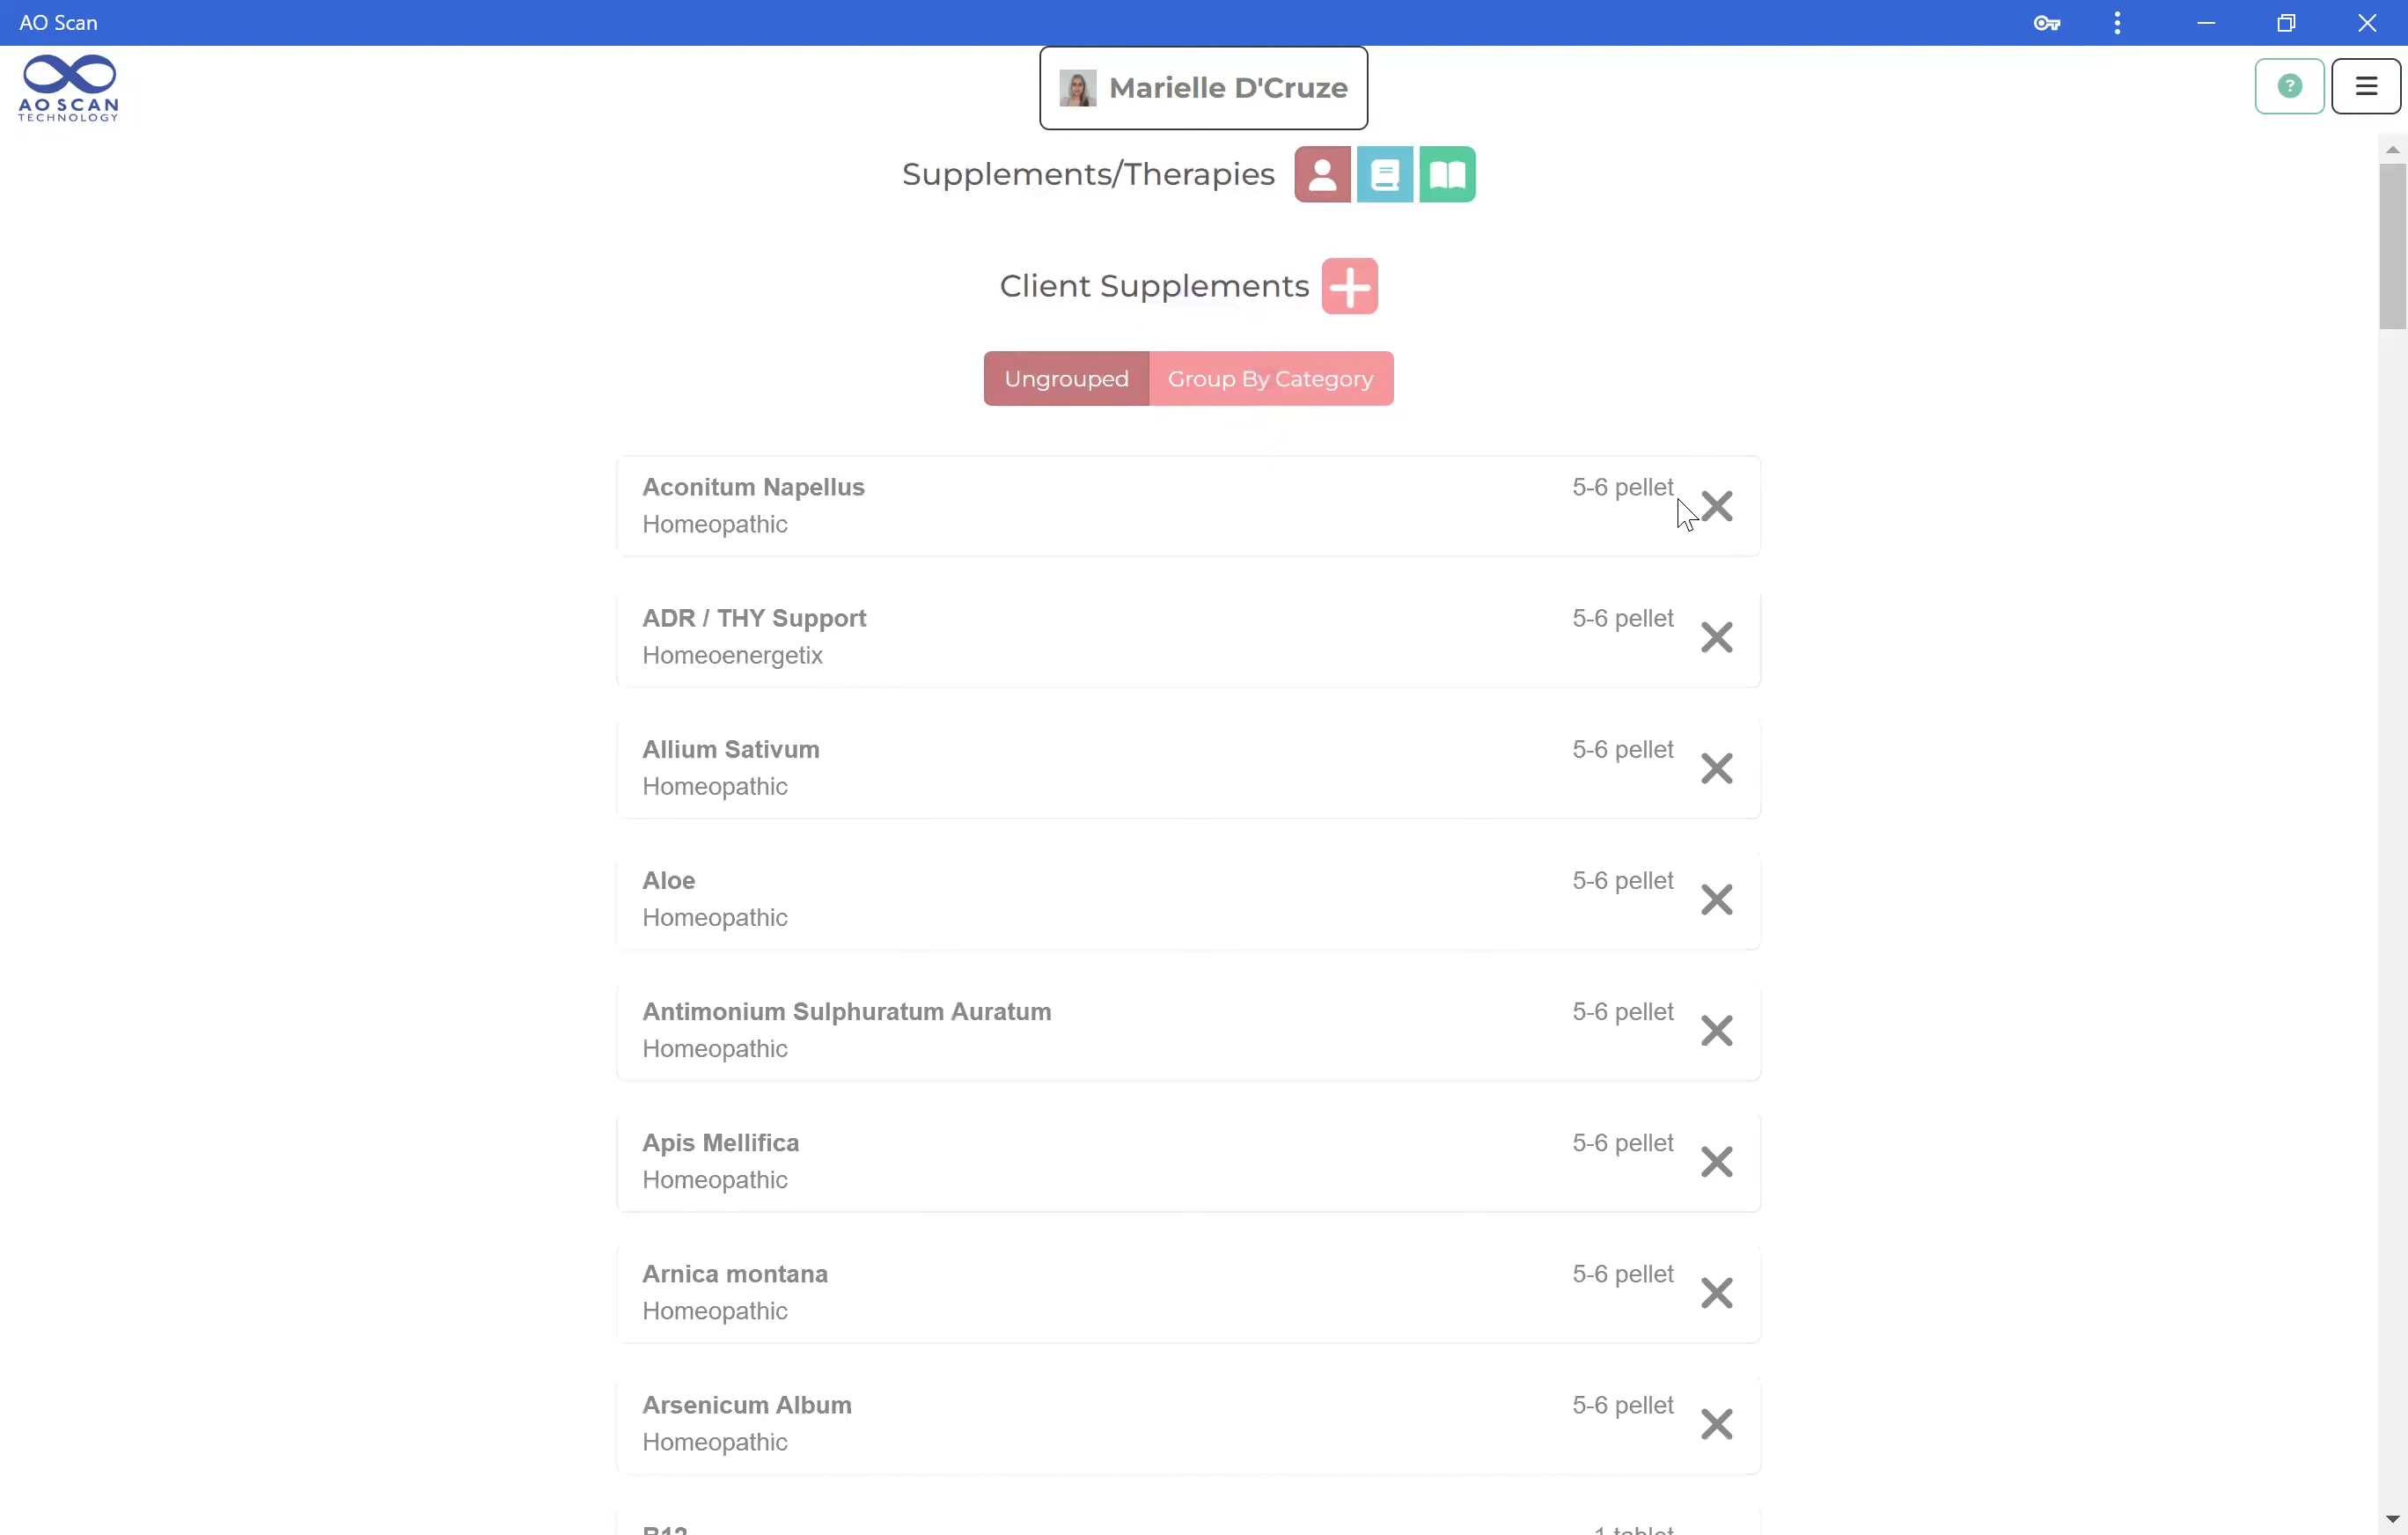 AO Scan
AO SCAN
TECHNOLOGY
Marielle D'Cruze
Supplements/Therapies
Client Supplements
Ungrouped
Group By Category
Aconitum Napellus
5-6 pellet
Homeopathic
ADR / THY Support
5-6 pellet
Homeoenergetix
Allium Sativum
5-6 pellet
Homeopathic
Aloe
5-6 pellet
Homeopathic
Antimonium Sulphuratum Auratum
5-6 pellet
Homeopathic
Apis Mellifica
5-6 pellet
Homeopathic
Arnica montana
5-6 pellet
Homeopathic
Arsenicum Album
5-6 pellet
Homeopathic
B12
1 tablet